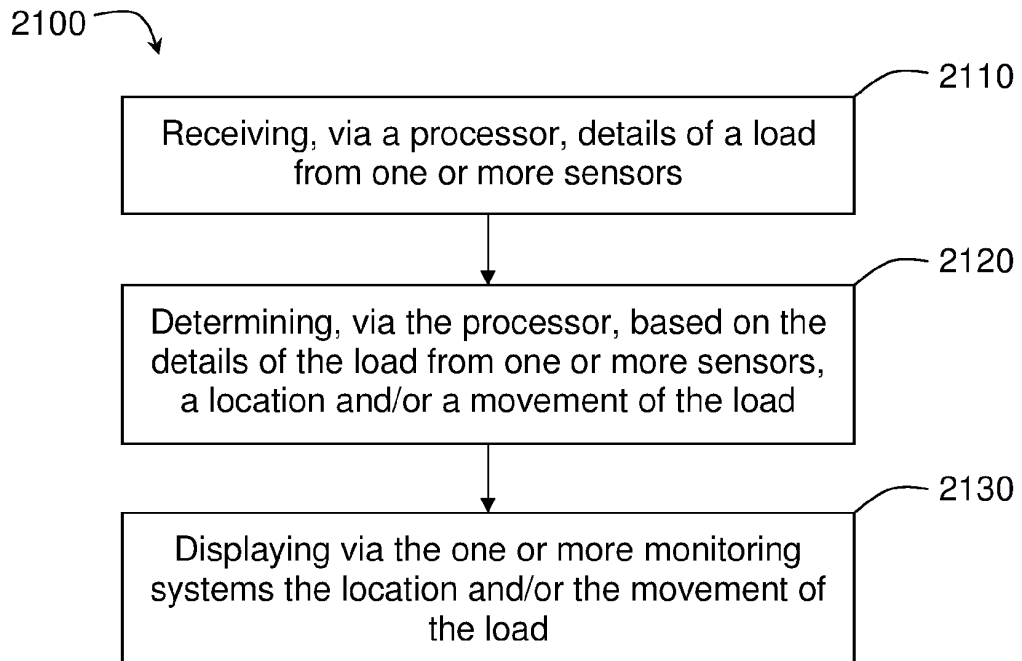 2100
2110
Receiving, via a processor, details of a load
from one or more sensors
2120
Determining, via the processor, based on the
details of the load from one or more sensors,
a location and/or a movement of the load
2130
Displaying via the one or more monitoring
systems the location and/or the movement of
the load